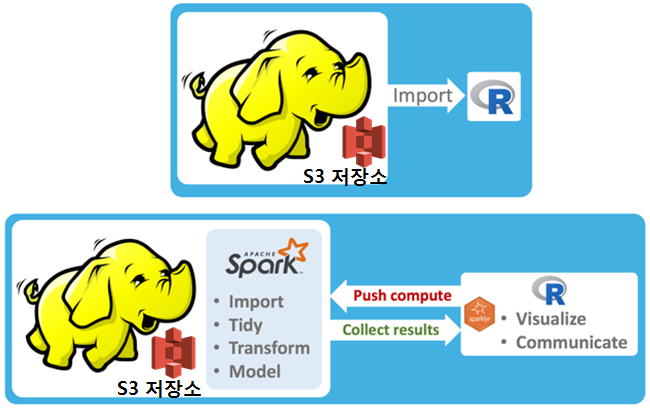 Import
R
S3 저장소
APACHE
Spark™
• Import
• Tidy
• Transform
• Model
Push compute
Collect results
R
sparklyr
• Visualize
• Communicate
S3 저장소